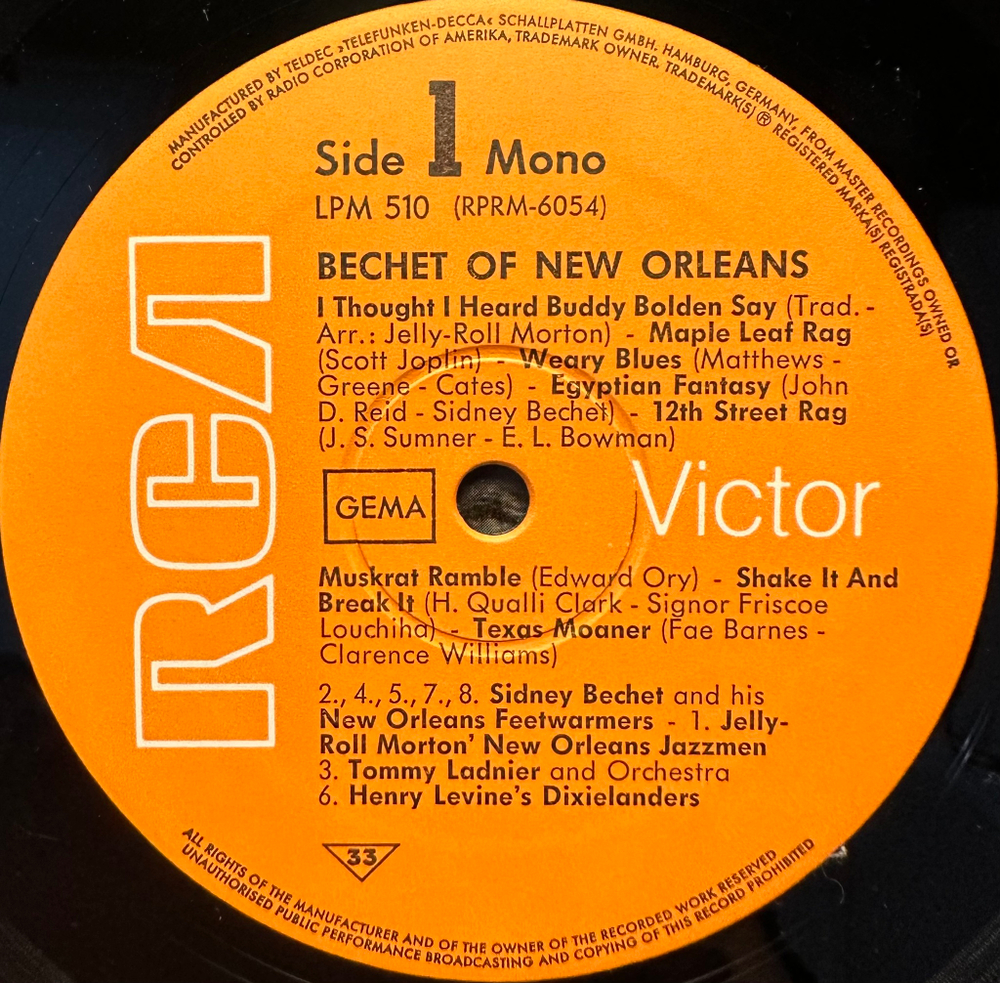 MANUFACTURED BY TELDEC »TELEFUNKEN-DECCA« SCHALLPLATTEN GMBH. HAMBURG, GERMANY, FROM MASTER RECORDINGS OWNED OR
CONTROLLED BY RADIO CORPORATION OF AMERIKA, TRADEMARK OWNER. TRADEMARK(S) ® REGISTERED MARKA(S) REGISTRADA(S)
Side 1 Mono
LPM 510 (RPRM-6054)
RCA
BECHET OF NEW ORLEANS
I Thought I Heard Buddy Bolden Say (Trad. -
Arr.: Jelly-Roll Morton) - Maple Leaf Rag
(Scott Joplin) - Weary Blues (Matthews -
Greene - Cates) - Egyptian Fantasy (John
D. Reid - Sidney Bechet) - 12th Street Rag
(J. S. Sumner - E. L. Bowman)
GEMA
Victor
Muskrat Ramble (Edward Ory) - Shake It And
Break It (H. Qualli Clark - Signor Friscoe
Louchiha) - Texas Moaner (Fae Barnes -
Clarence Williams)
2., 4., 5., 7., 8. Sidney Bechet and his
New Orleans Feetwarmers - 1. Jelly-
Roll Morton' New Orleans Jazzmen
3. Tommy Ladnier and Orchestra
6. Henry Levine's Dixielanders
33
ALL RIGHTS OF THE MANUFACTURER AND OF THE OWNER OF THE RECORDED WORK RESERVED
UNAUTHORISED PUBLIC PERFORMANCE BROADCASTING AND COPYING OF THIS RECORD PROHIBITED